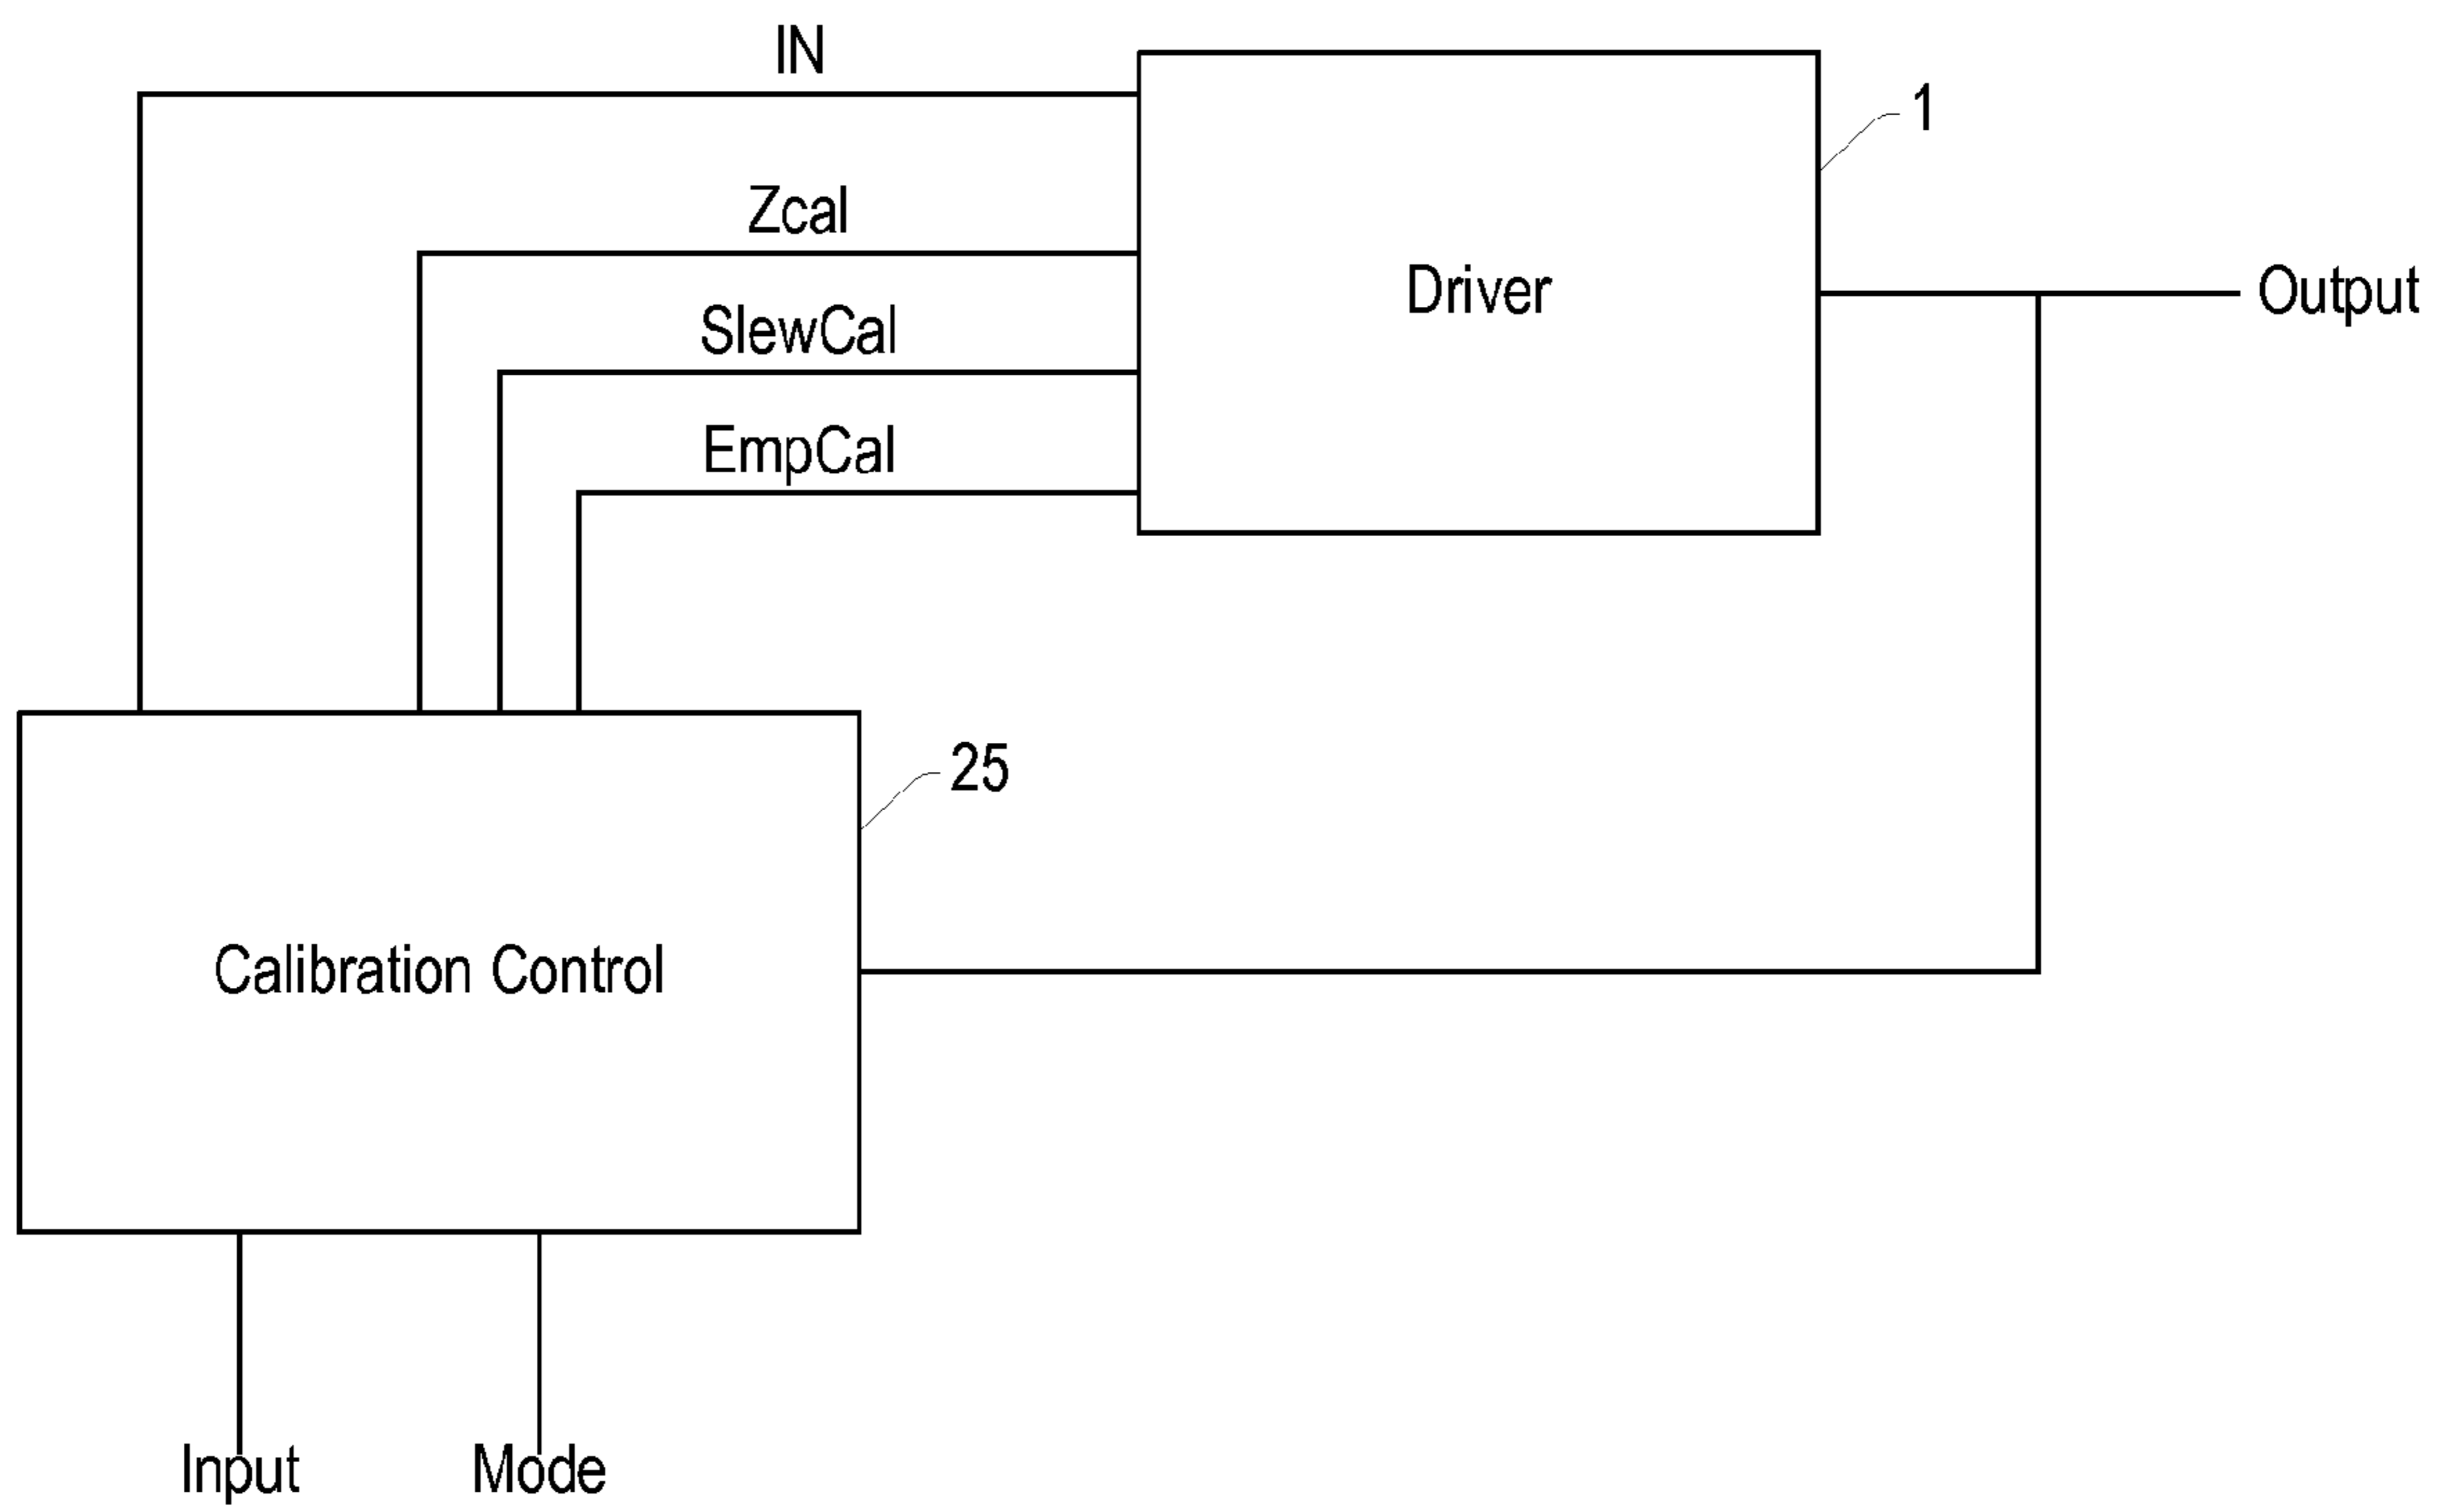 IN
1
Zcal
Driver
Output
SlewCal
EmpCal
25
Calibration Control
Input
Mode